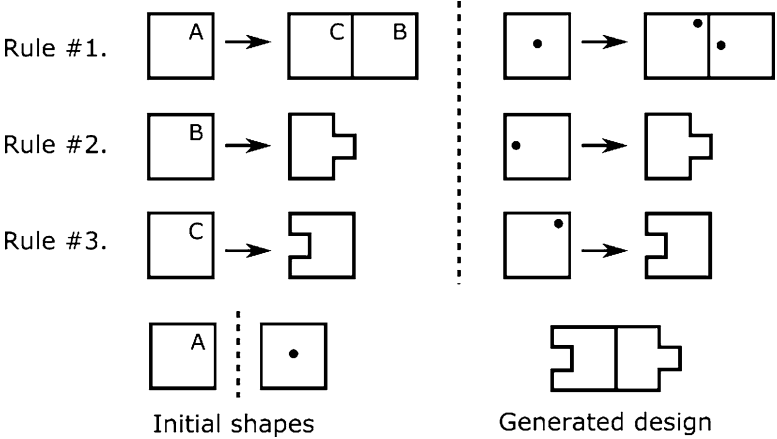 Rule #1. A C B
Rule #2. B
Rule #3. C
A
Initial shapes
Generated design